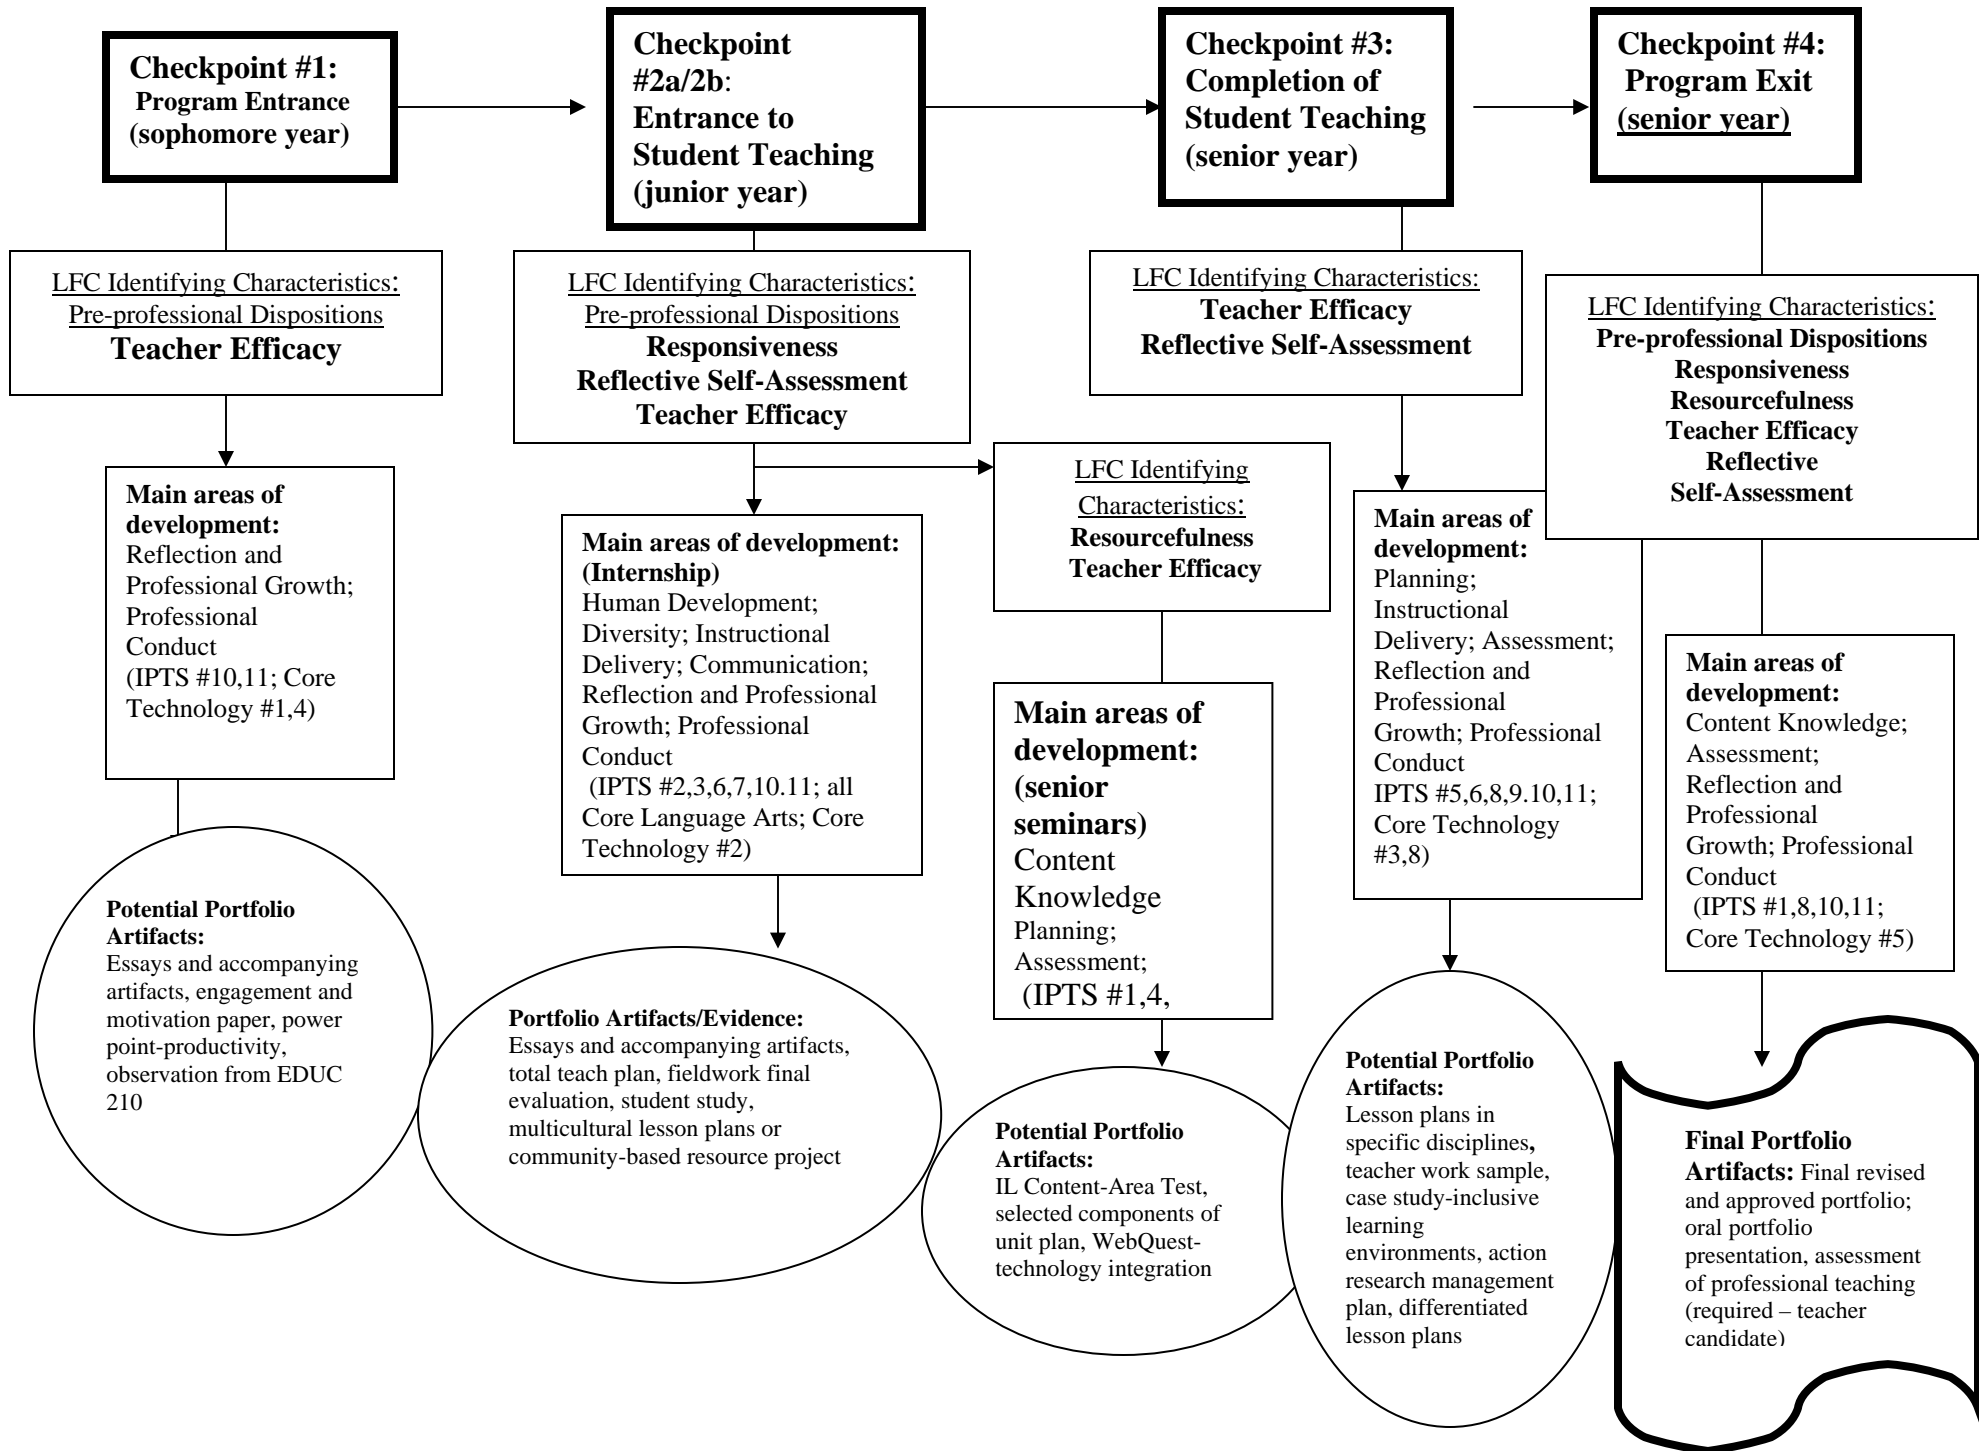 Checkpoint #1:
Program Entrance
(sophomore year)
Checkpoint
#2a/2b:
Entrance to
Student Teaching
(junior year)
Checkpoint #3:
Completion of
Student Teaching
(senior year)
Checkpoint #4:
Program Exit
(senior year)
LFC Identifying Characteristics:
Pre-professional Dispositions
Teacher Efficacy
LFC Identifying Characteristics:
Pre-professional Dispositions
Responsiveness
Reflective Self-Assessment
Teacher Efficacy
LFC Identifying Characteristics:
Teacher Efficacy
Reflective Self-Assessment
LFC Identifying Characteristics:
Pre-professional Dispositions
Responsiveness
Resourcefulness
Teacher Efficacy
Reflective
Self-Assessment
LFC Identifying
Characteristics:
Resourcefulness
Teacher Efficacy
Main areas of
development:
Reflection and
Professional Growth;
Professional
Conduct
(IPTS #10,11; Core
Technology #1,4)
Main areas of development:
(Internship)
Human Development;
Diversity; Instructional
Delivery; Communication;
Reflection and Professional
Growth; Professional
Conduct
(IPTS #2,3,6,7,10.11; all
Core Language Arts; Core
Technology #2)
Main areas of
development:
(senior
seminars)
Content
Knowledge
Planning;
Assessment;
(IPTS #1,4,
Main areas of
development:
Planning;
Instructional
Delivery; Assessment;
Reflection and
Professional
Growth; Professional
Conduct
IPTS #5,6,8,9.10,11;
Core Technology
#3,8)
Main areas of
development:
Content Knowledge;
Assessment;
Reflection and
Professional
Growth; Professional
Conduct
(IPTS #1,8,10,11;
Core Technology #5)
Potential Portfolio
Artifacts:
Essays and accompanying
artifacts, engagement and
motivation paper, power
point-productivity,
observation from EDUC
210
Portfolio Artifacts/Evidence:
Essays and accompanying artifacts,
total teach plan, fieldwork final
evaluation, student study,
multicultural lesson plans or
community-based resource project
Potential Portfolio
Artifacts:
IL Content-Area Test,
selected components of
unit plan, WebQuest-
technology integration
Potential Portfolio
Artifacts:
Lesson plans in
specific disciplines,
teacher work sample,
case study-inclusive
learning
environments, action
research management
plan, differentiated
lesson plans
Final Portfolio
Artifacts: Final revised
and approved portfolio;
oral portfolio
presentation, assessment
of professional teaching
(required – teacher
candidate)